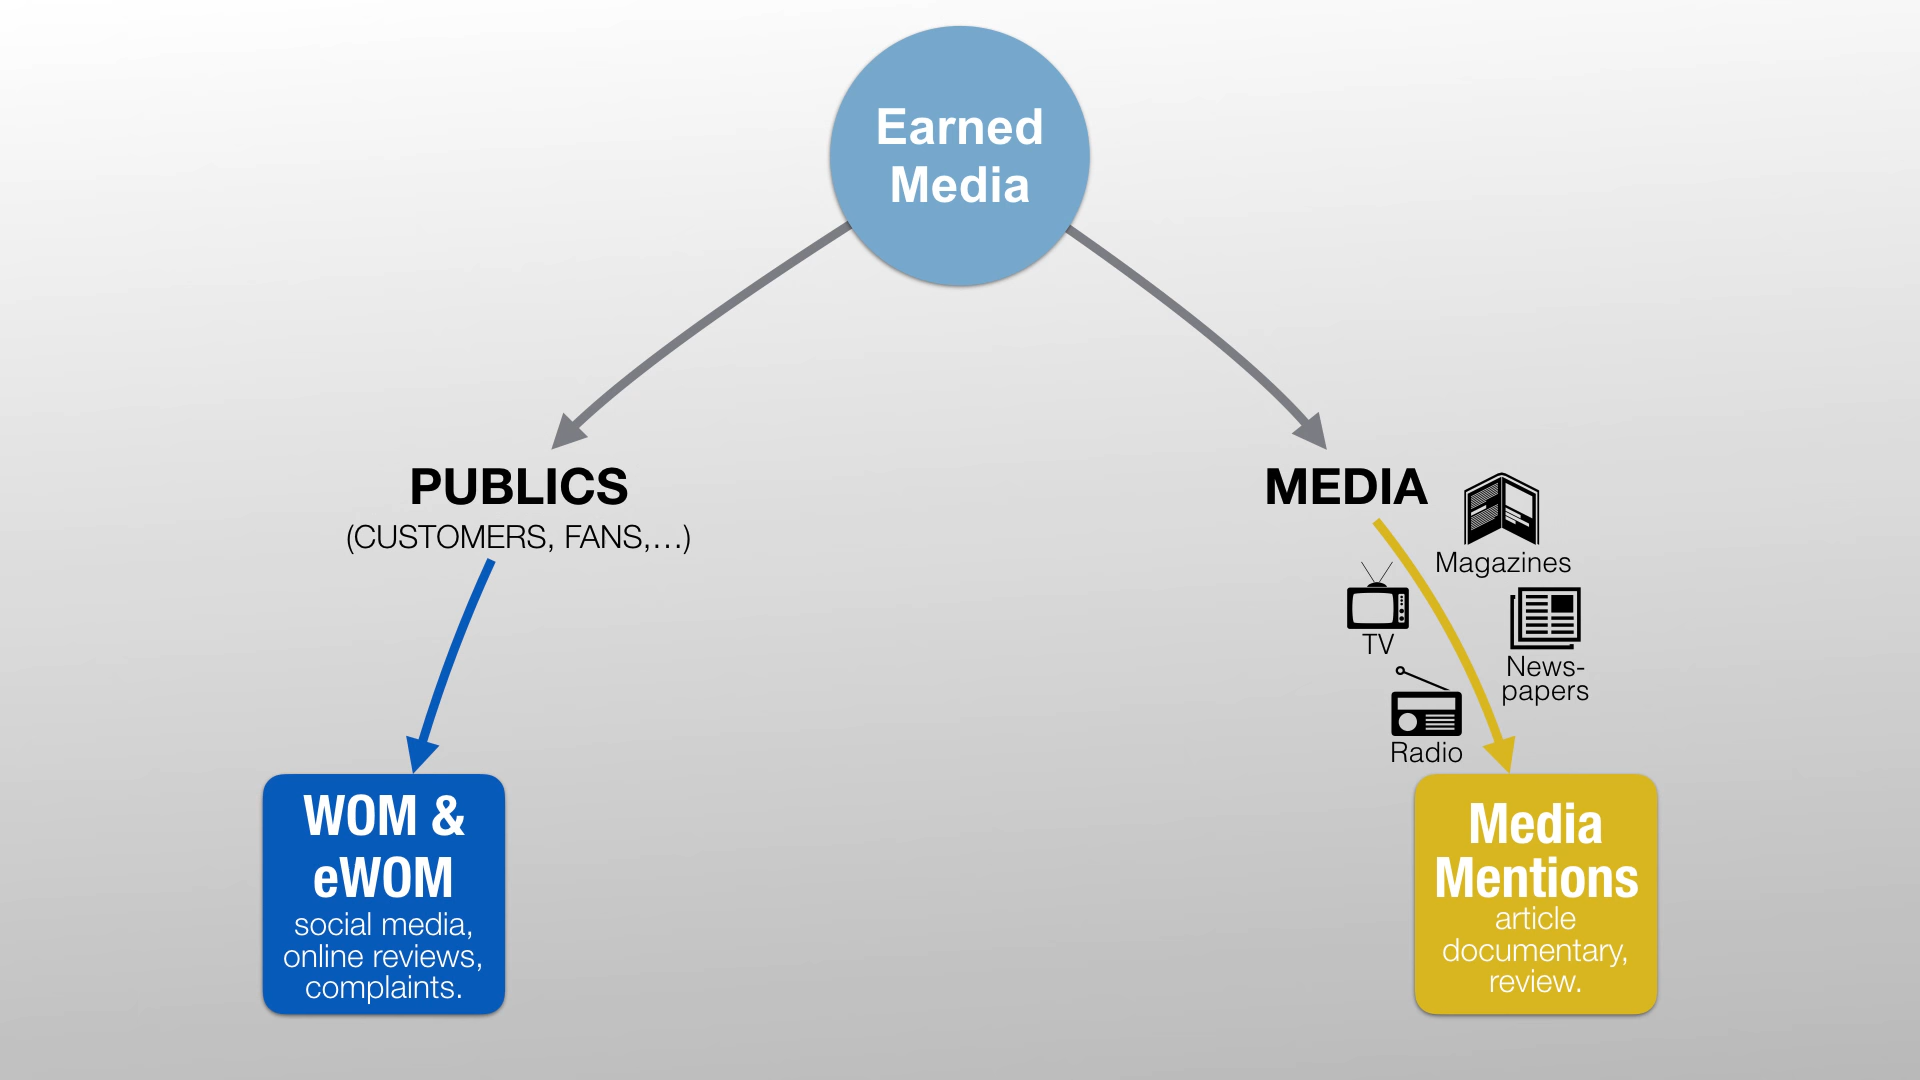 Earned
Media
PUBLICS
(CUSTOMERS, FANS,…)
WOM &
eWOM
social media,
online reviews,
complaints.
MEDIA
Magazines
TV
News-
papers
Radio
Media
Mentions
article
documentary,
review.